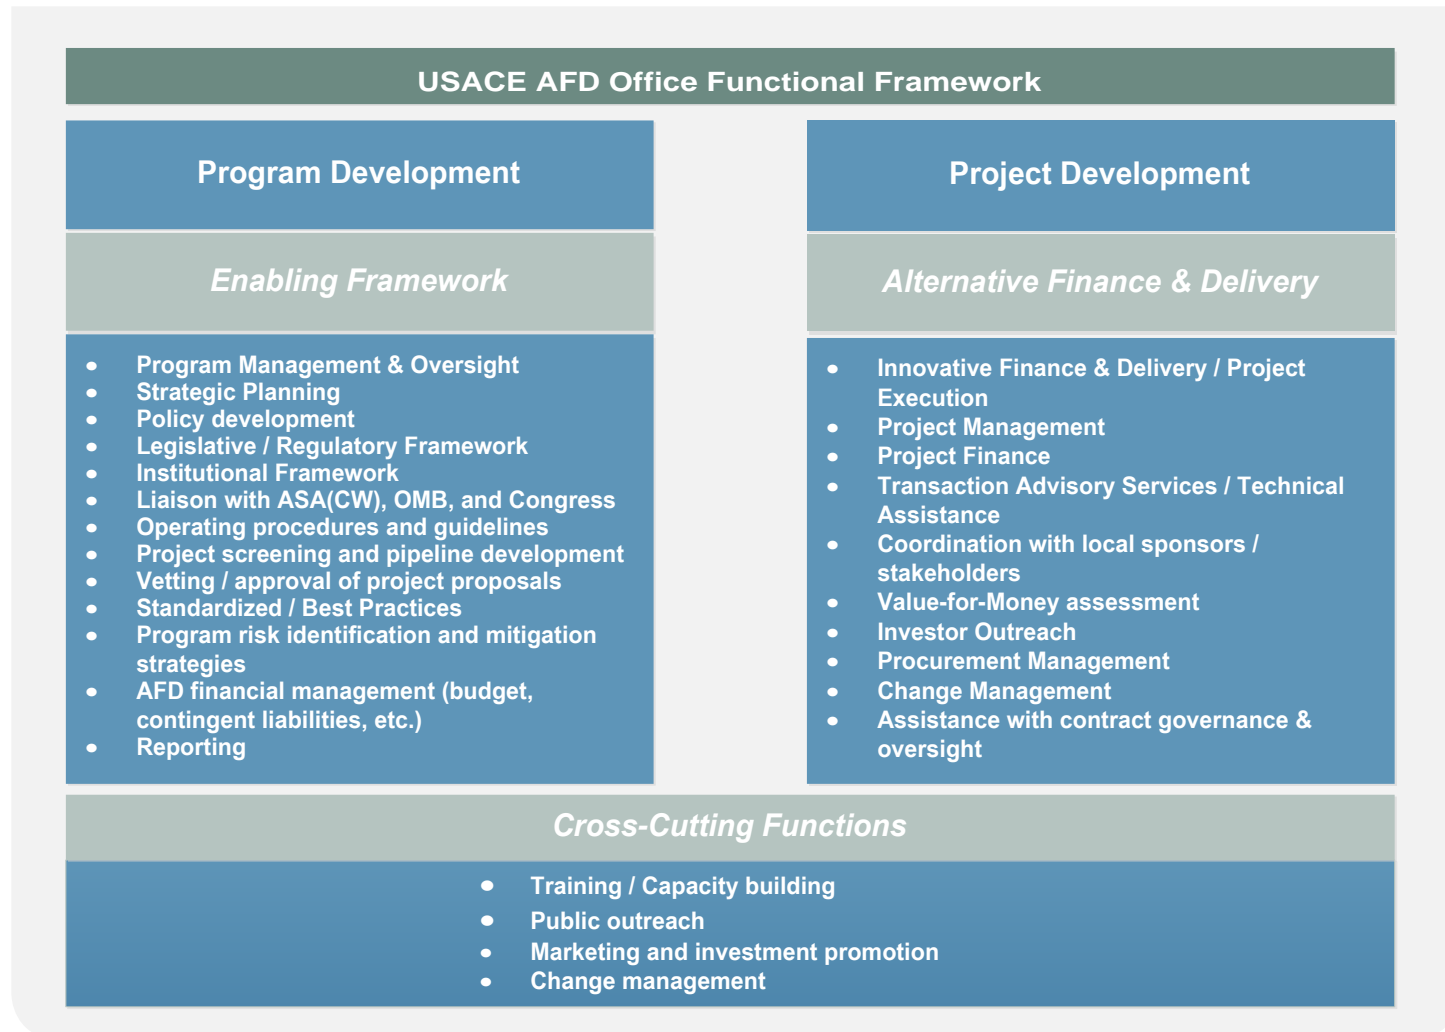 USACE AFD Office Functional Framework
Program Development
Enabling Framework
• Program Management & Oversight
• Strategic Planning
• Policy development
• Legislative / Regulatory Framework
• Institutional Framework
• Liaison with ASA(CW), OMB, and Congress
• Operating procedures and guidelines
• Project screening and pipeline development
• Vetting / approval of project proposals
• Standardized / Best Practices
• Program risk identification and mitigation
strategies
• AFD financial management (budget,
contingent liabilities, etc.)
• Reporting
Project Development
Alternative Finance & Delivery
• Innovative Finance & Delivery / Project
Execution
• Project Management
• Project Finance
• Transaction Advisory Services / Technical
Assistance
• Coordination with local sponsors /
stakeholders
• Value-for-Money assessment
• Investor Outreach
• Procurement Management
• Change Management
• Assistance with contract governance &
oversight
Cross-Cutting Functions
• Training / Capacity building
• Public outreach
• Marketing and investment promotion
• Change management